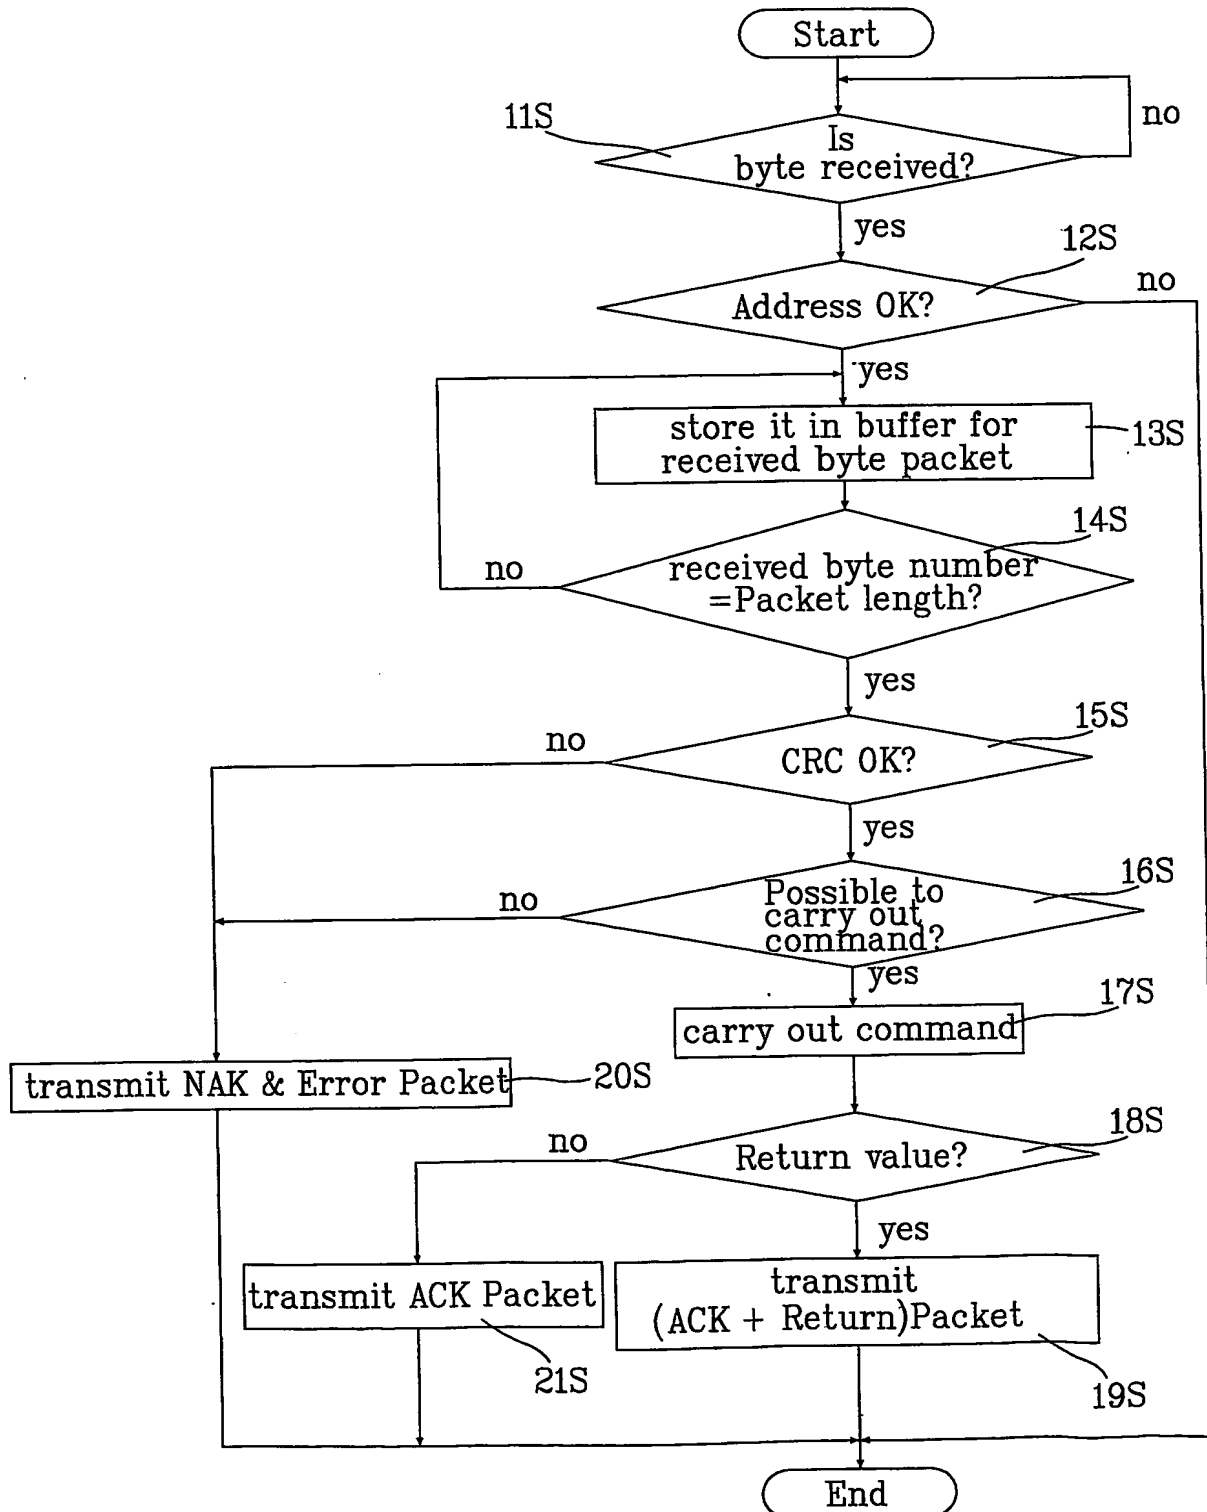 Start
no
11S
Is
byte received?
yes
12S
no
Address OK?
yes
store it in buffer for
received byte packet
13S
14S
no
received byte number
=Packet length?
yes
15S
no
CRC OK?
yes
16S
no
Possible to
carry out
command?
yes
17S
carry out command
transmit NAK & Error Packet
20S
18S
no
Return value?
yes
transmit ACK Packet
transmit
(ACK + Return)Packet
21S
19S
End